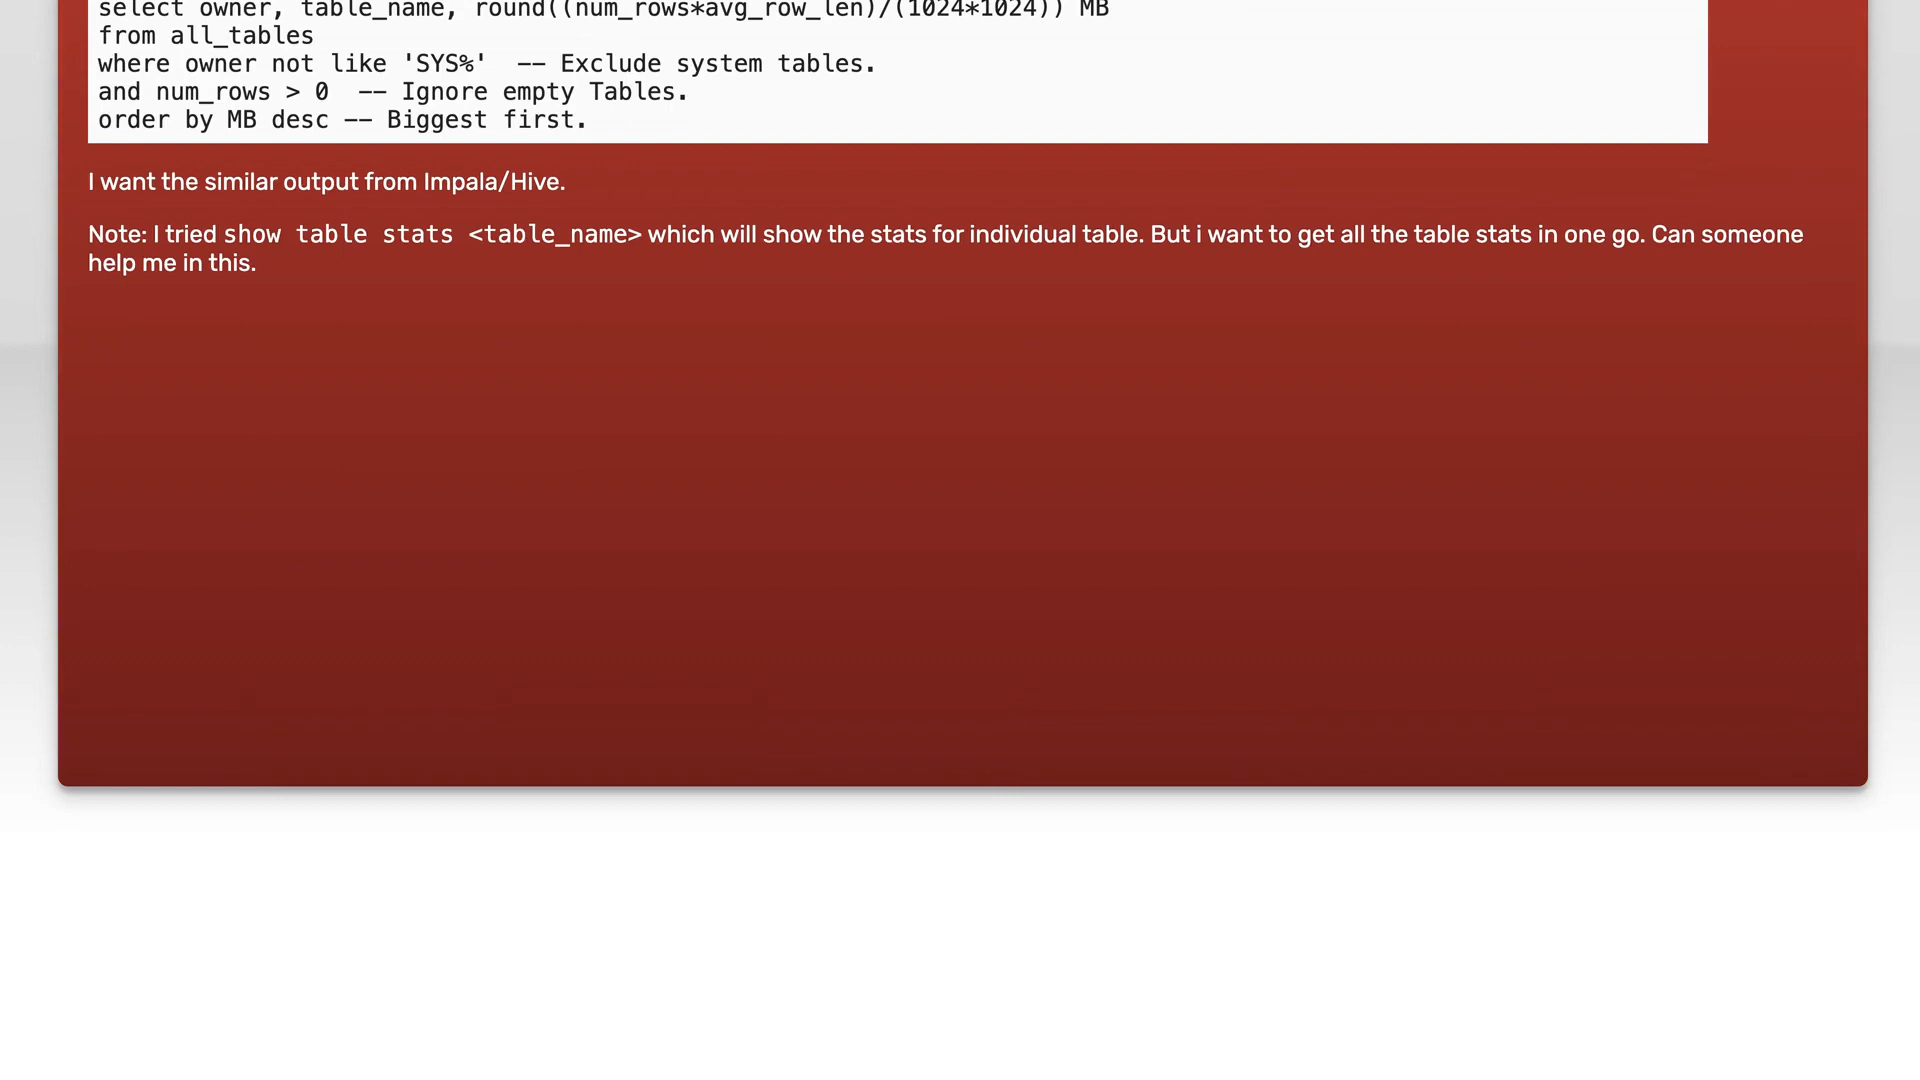 select owner, table_name, round((num_rows*avg_row_len)/(1024*1024)) MB
from all_tables
where owner not like 'SYS%'  -- Exclude system tables.
and num_rows > 0  -- Ignore empty Tables.
order by MB desc -- Biggest first.
I want the similar output from Impala/Hive.
Note: I tried show table stats <table_name> which will show the stats for individual table. But i want to get all the table stats in one go. Can someone
help me in this.